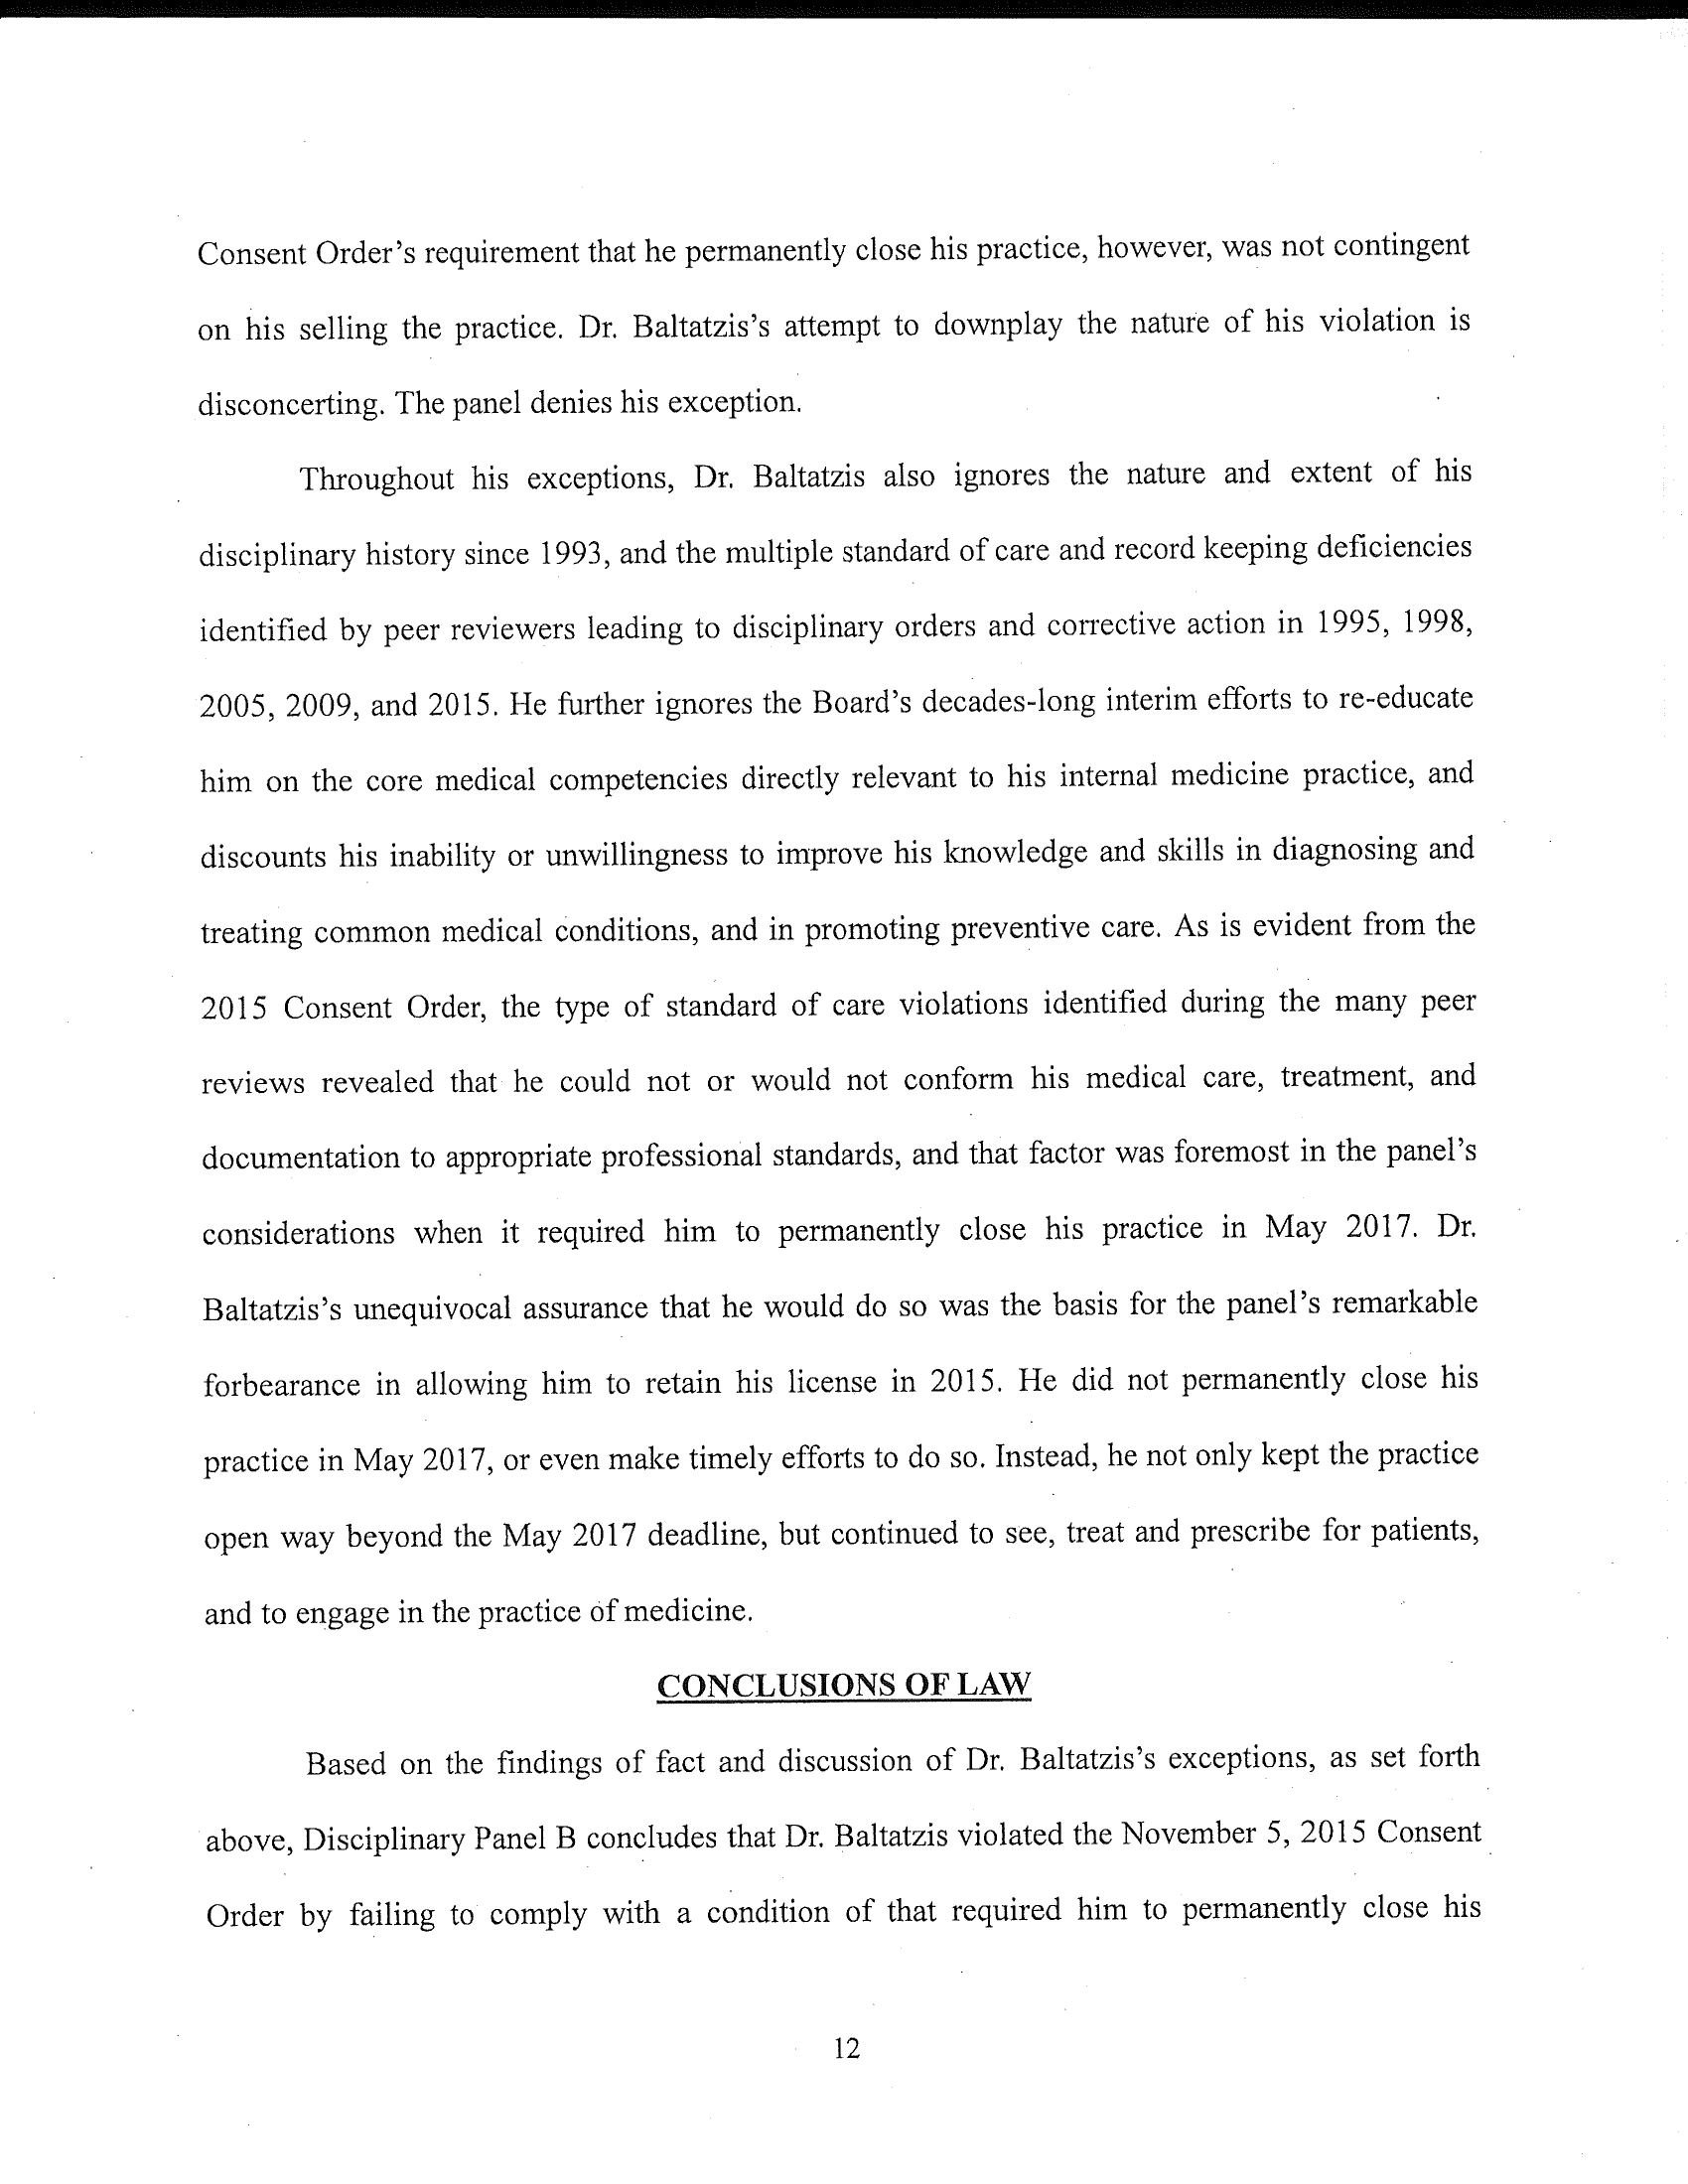 Consent Order's requirement that he permanently close his practice, however, was not contingent
on his selling the practice. Dr. Baltatzis's attempt to downplay the nature of his violation is
disconcerting. The panel denies his exception.
Throughout his exceptions, Dr. Baltatzis also ignores the nature and extent of his
disciplinary history since 1993, and the multiple standard of care and record keeping deficiencies
identified by peer reviewers leading to disciplinary orders and corrective action in 1995, 1998,
2005, 2009, and 2015. He further ignores the Board's decades-long interim efforts to re-educate
him on the core medical competencies directly relevant to his internal medicine practice, and
discounts his inability or unwillingness to improve his knowledge and skills in diagnosing and
treating common medical conditions, and in promoting preventive care. As is evident from the
2015 Consent Order, the type of standard of care violations identified during the many peer
reviews revealed that he could not or would not conform his medical care, treatment, and
documentation to appropriate professional standards, and that factor was foremost in the panel's
considerations when it required him to permanently close his practice in May 2017. Dr.
Baltatzis's unequivocal assurance that he would do so was the basis for the panel's remarkable
forbearance in allowing him to retain his license in 2015. He did not permanently close his
practice in May 2017, or even make timely efforts to do so. Instead, he not only kept the practice
open way beyond the May 2017 deadline, but continued to see, treat and prescribe for patients,
and to engage in the practice of medicine.
CONCLUSIONS OF LAW
Based on the findings of fact and discussion of Dr. Baltatzis's exceptions, as set forth
above, Disciplinary Panel B concludes that Dr. Baltatzis violated the November 5, 2015 Consent
Order by failing to comply with a condition of that required him to permanently close his
12